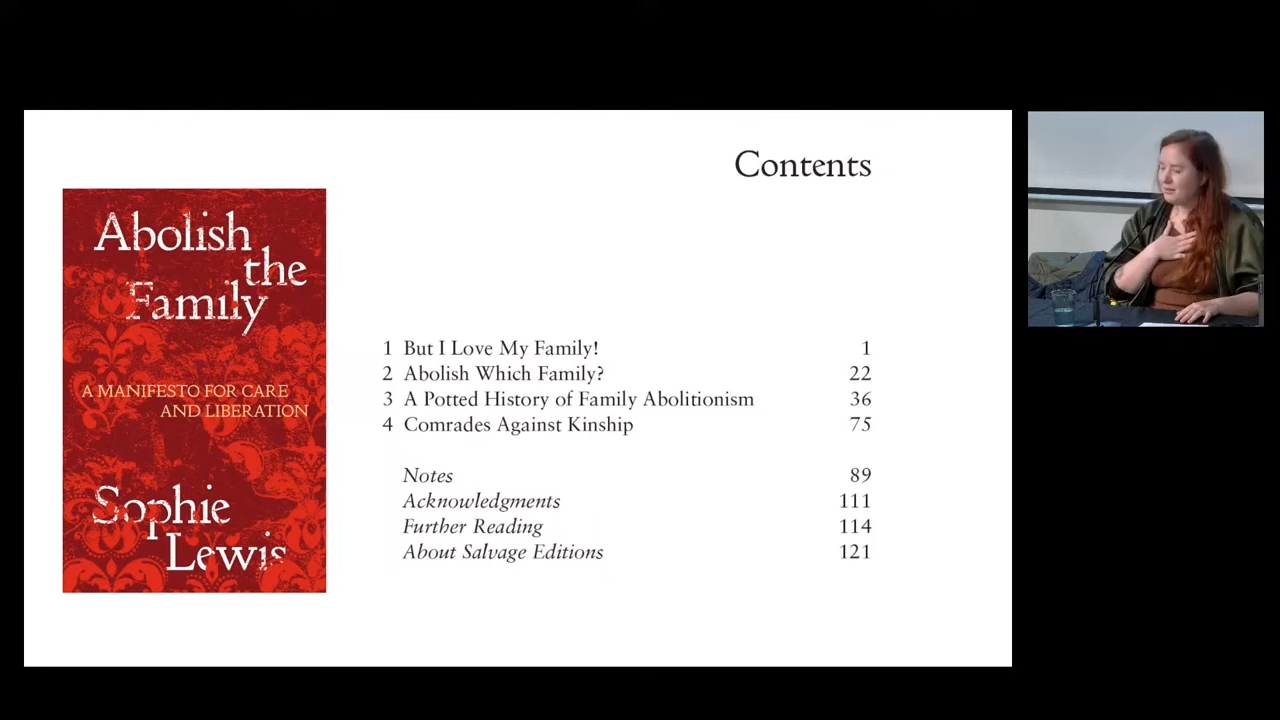 Abolish
the
Family
A MANIFESTO FOR CARE
AND LIBERATION
Sophie
Lewis
Contents
1 But I Love My Family! 1
2 Abolish Which Family? 22
3 A Potted History of Family Abolitionism 36
4 Comrades Against Kinship 75
Notes 89
Acknowledgments 111
Further Reading 114
About Salvage Editions 121